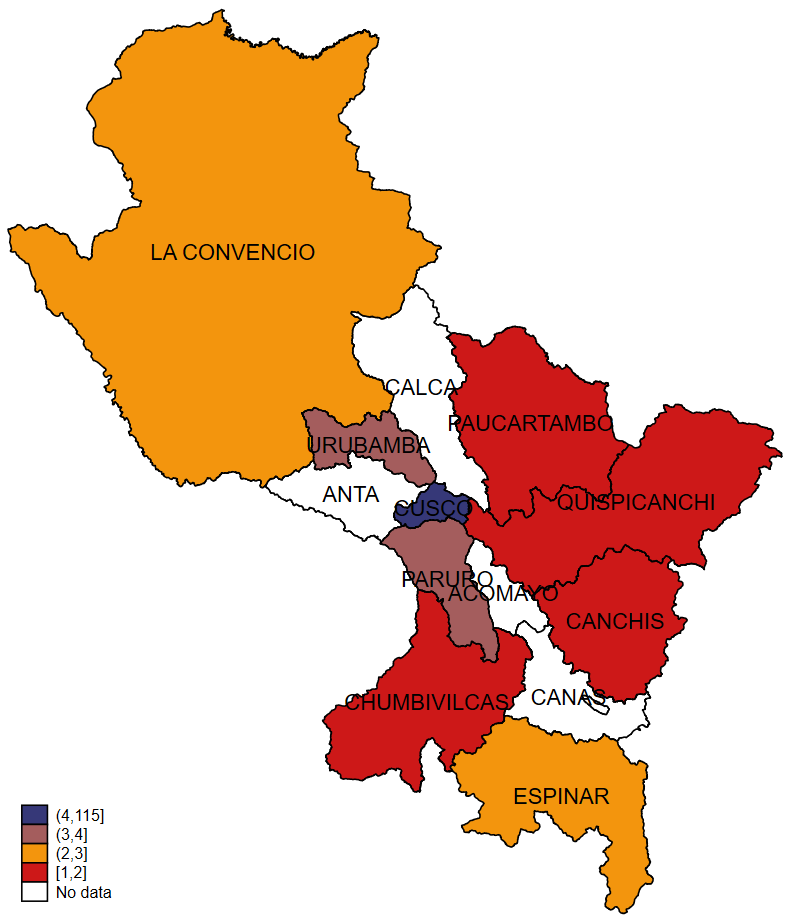 LA CONVENCIO
CALCA
PAUCARTAMBO
URUBAMBA
ANTA
QUISPICANCHI
CUSCO
PARURO
ACOMAYO
CANCHIS
CANAS
CHUMBIVILCAS
ESPINAR
(4,115]
(3,4]
(2,3]
[1,2]
No data